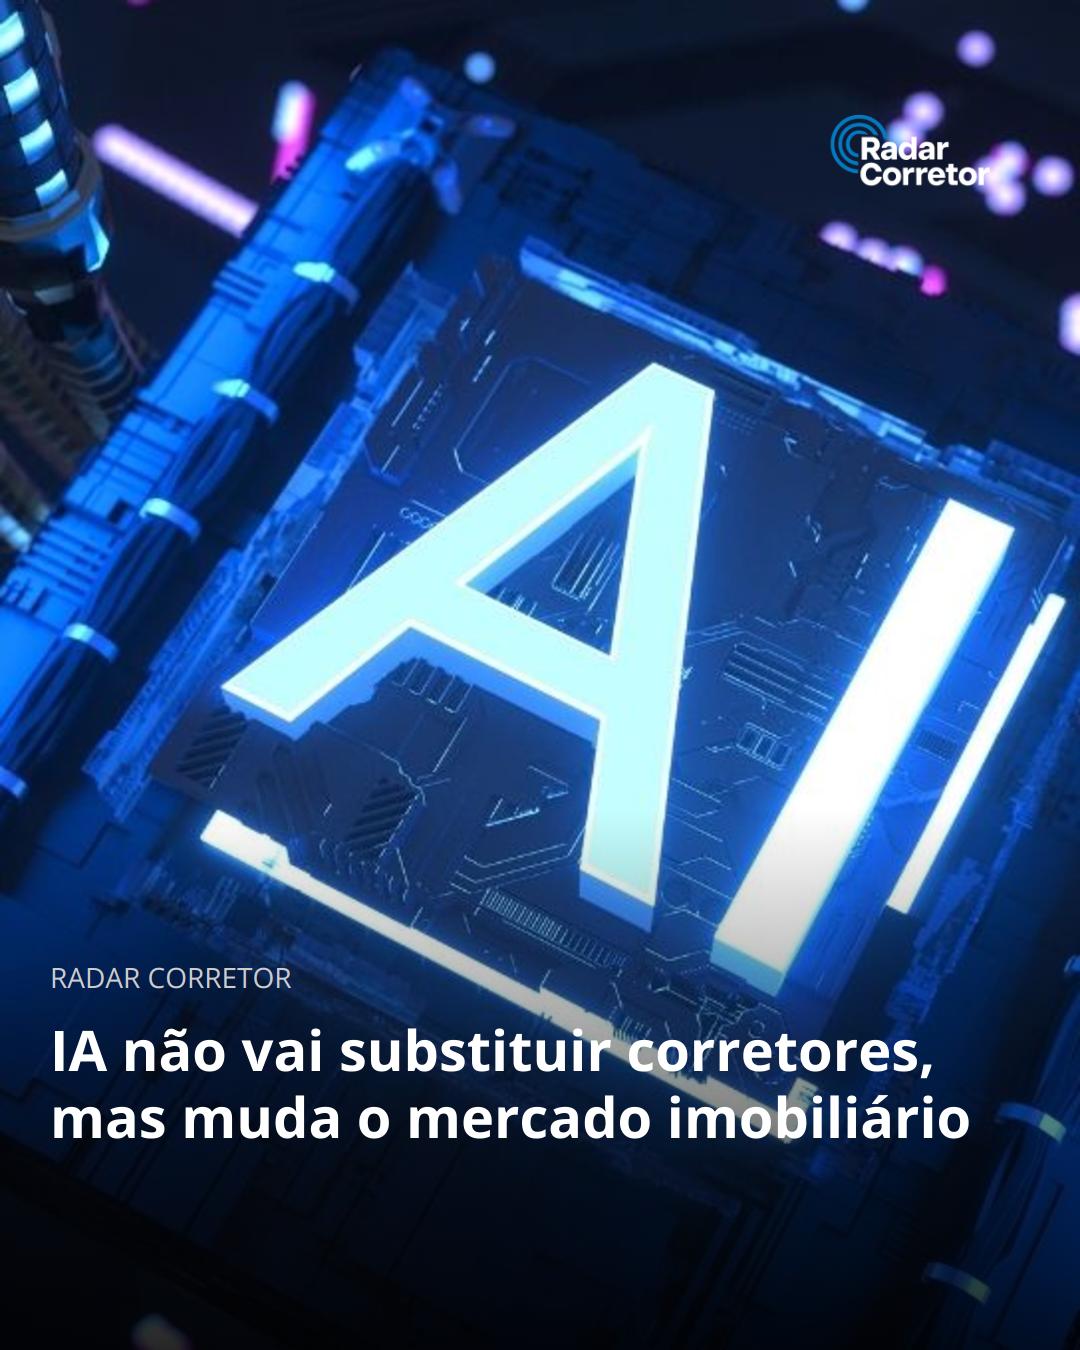 Radar
Corretor
AI
RADAR CORRETOR
IA não vai substituir corretores,
mas muda o mercado imobiliário